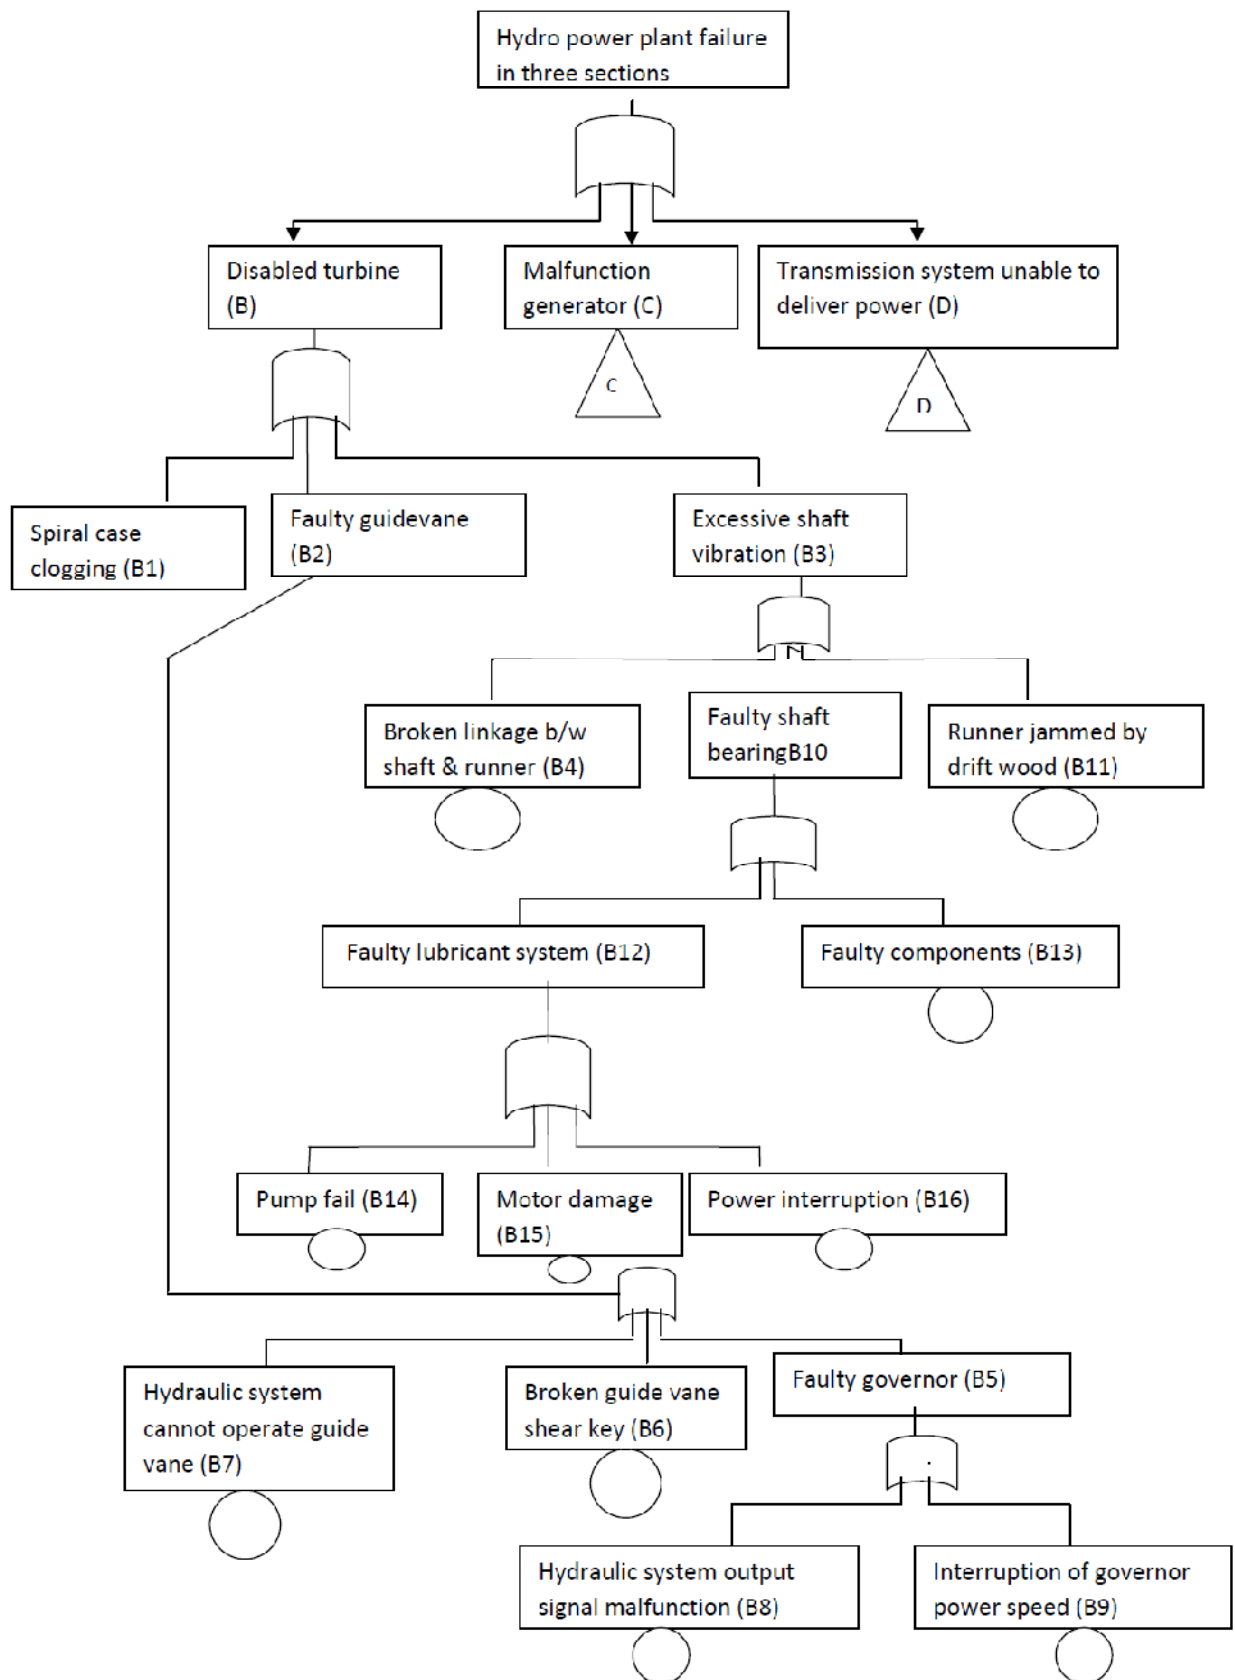 Hydro power plant failure
in three sections
Disabled turbine
(B)
Malfunction
generator (C)
Transmission system unable to
deliver power (D)
C
D
Spiral case
clogging (B1)
Faulty guidevane
(B2)
Excessive shaft
vibration (B3)
Broken linkage b/w
shaft & runner (B4)
Faulty shaft
bearingB10
Runner jammed by
drift wood (B11)
Faulty lubricant system (B12)
Faulty components (B13)
Pump fail (B14)
Motor damage
(B15)
Power interruption (B16)
Hydraulic system
cannot operate guide
vane (B7)
Broken guide vane
shear key (B6)
Faulty governor (B5)
Hydraulic system output
signal malfunction (B8)
Interruption of governor
power speed (B9)